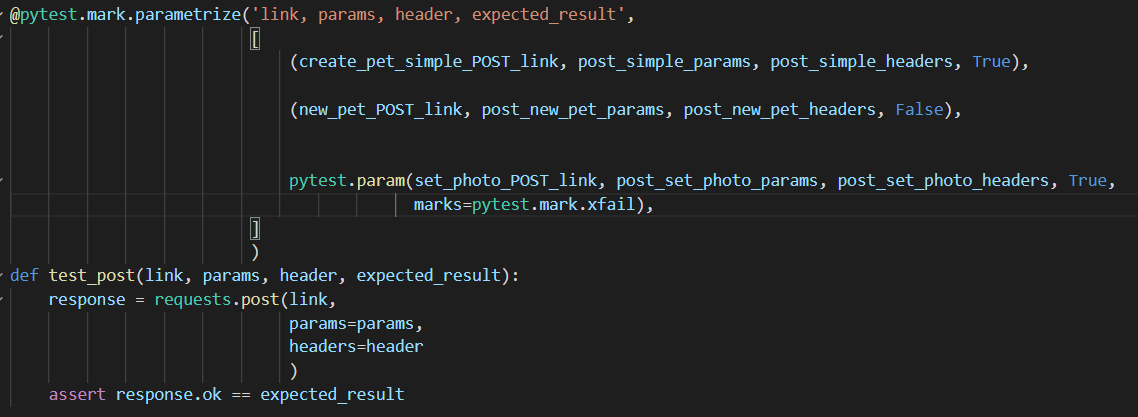 @pytest.mark.parametrize('link, params, header, expected_result',
[
(create_pet_simple_POST_link, post_simple_params, post_simple_headers, True),
(new_pet_POST_link, post_new_pet_params, post_new_pet_headers, False),
pytest.param(set_photo_POST_link, post_set_photo_params, post_set_photo_headers, True,
marks=pytest.mark.xfail),
]
)
def test_post(link, params, header, expected_result):
response = requests.post(link,
params=params,
headers=header
)
assert response.ok == expected_result